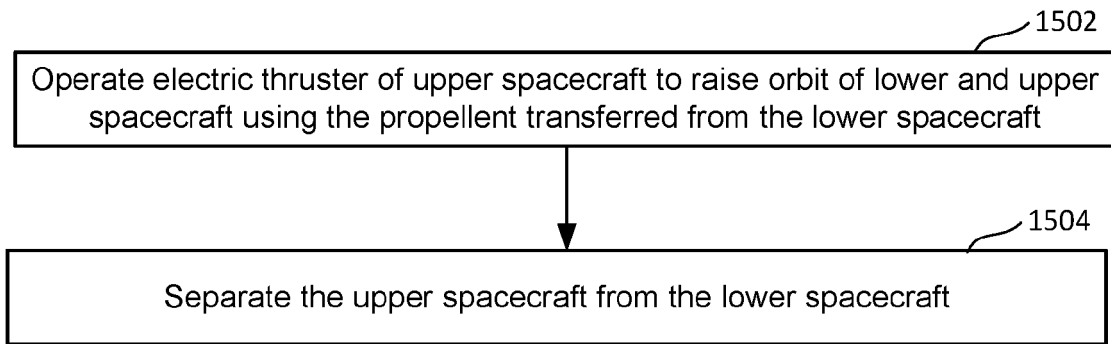 1502
Operate electric thruster of upper spacecraft to raise orbit of lower and upper
spacecraft using the propellent transferred from the lower spacecraft
1504
Separate the upper spacecraft from the lower spacecraft